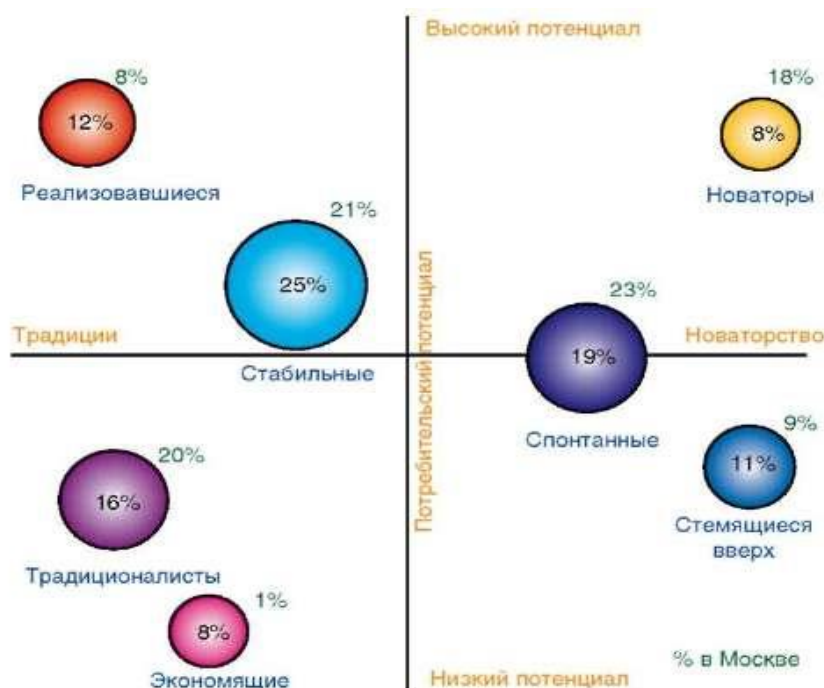 Высокий потенциал
8%
12%
Реализовавшиеся
18%
8%
Новаторы
21%
25%
Традиции
Стабильные
Потребительский потенциал
23%
19%
Новаторство
Спонтанные
9%
11%
Стемящиеся
вверх
20%
16%
Традиционалисты
1%
8%
Экономящие
Низкий потенциал
% в Москве